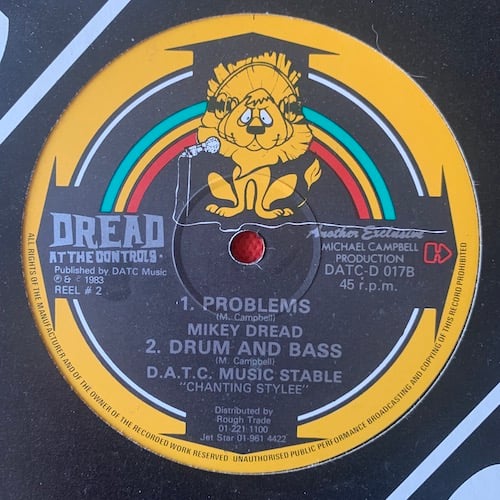 DREAD
AT THE CONTROLS
Published by DATC Music
℗ & © 1983
REEL # 2
Another Exclusive
MICHAEL CAMPBELL
PRODUCTION
DATC-D 017B
45 r.p.m.
1. PROBLEMS
(M. Campbell)
MIKEY DREAD
2. DRUM AND BASS
(M. Campbell)
D.A.T.C. MUSIC STABLE
"CHANTING STYLEE"
Distributed by
Rough Trade
01-221 1100
Jet Star 01-961 4422
ALL RIGHTS OF THE MANUFACTURER AND OF THE OWNER OF THE RECORDED WORK RESERVED UNAUTHORISED PUBLIC PERFORMANCE BROADCASTING AND COPYING OF THIS RECORD PROHIBITED